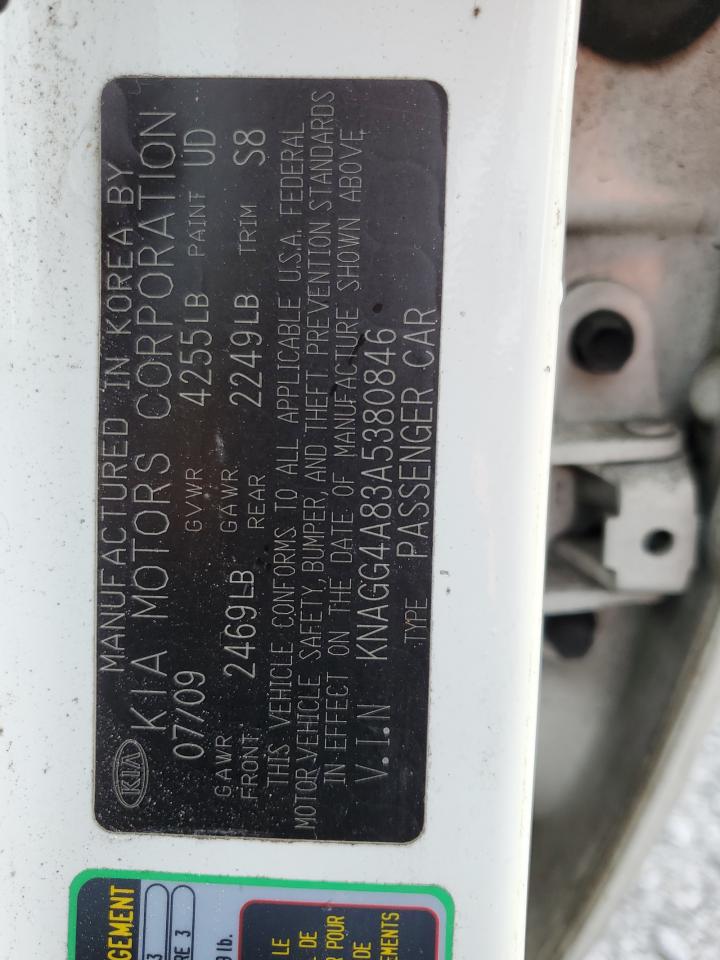 KIA
MANUFACTURED IN KOREA BY
KIA MOTORS CORPORATION
07/09 GVWR 4255LB PAINT UD
GAWR FRONT 2469LB GAWR REAR 2249LB TRIM S8
THIS VEHICLE CONFORMS TO ALL APPLICABLE U.S.A. FEDERAL
MOTOR VEHICLE SAFETY, BUMPER, AND THEFT PREVENTION STANDARDS
IN EFFECT ON THE DATE OF MANUFACTURE SHOWN ABOVE.
V.I.N KNAGG4A83A5380846
TYPE PASSENGER CAR
GEMENT
3
RE 3
lb.
LE
DE
POUR
DE
EMENTS